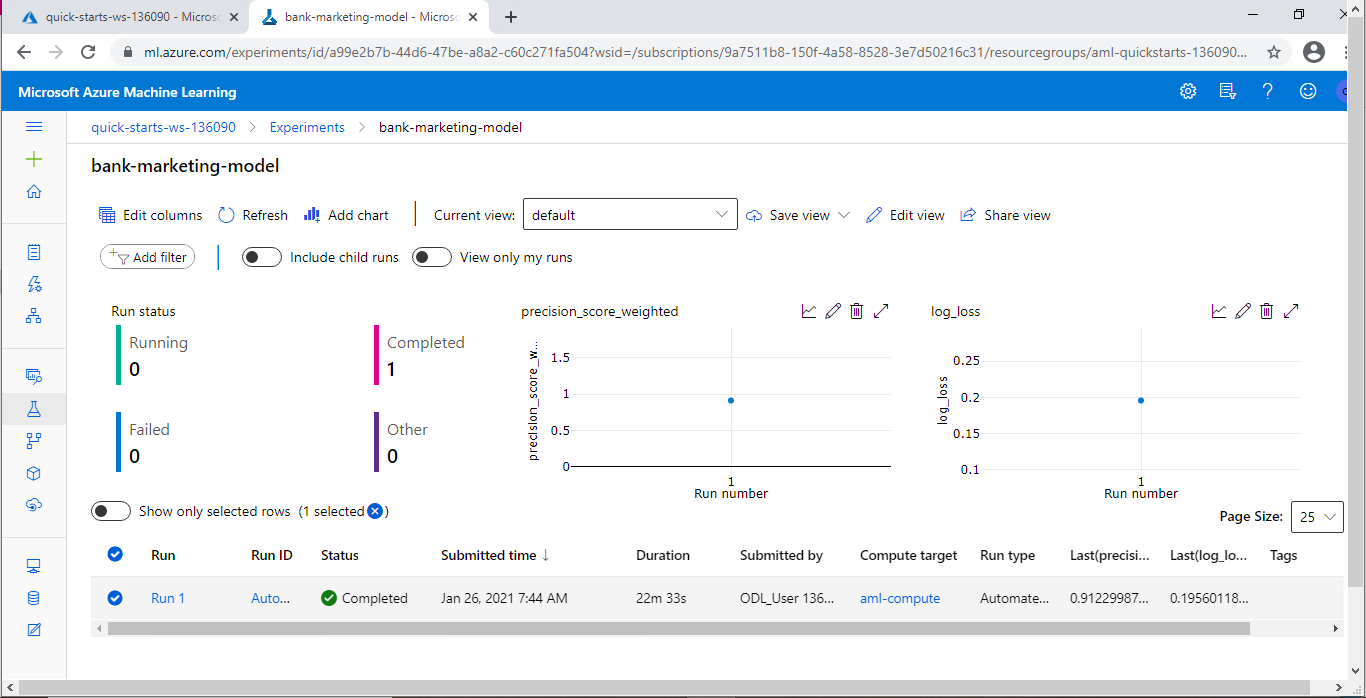 quick-starts-ws-136090 - Micros
bank-marketing-model - Microsof
ml.azure.com/experiments/id/a99e2b7b-44d6-47be-a8a2-c60c271fa504?wsid=/subscriptions/9a7511b8-150f-4a58-8528-3e7d50216c31/resourcegroups/aml-quickstarts-136090...
Microsoft Azure Machine Learning
quick-starts-ws-136090 > Experiments > bank-marketing-model
bank-marketing-model
Edit columns Refresh Add chart Current view: default Save view Edit view Share view
Add filter Include child runs View only my runs
Run status
Running
0
Completed
1
Failed
0
Other
0
precision_score_weighted
precision_score_w...
1.5
1
0.5
0
1
Run number
log_loss
log_loss
0.25
0.2
0.15
0.1
1
Run number
Show only selected rows (1 selected )
Page Size: 25
Run Run ID Status Submitted time ↓ Duration Submitted by Compute target Run type Last(precisi... Last(log_lo... Tags
Run 1 Auto... Completed Jan 26, 2021 7:44 AM 22m 33s ODL_User 136... aml-compute Automate... 0.91229987... 0.19560118...